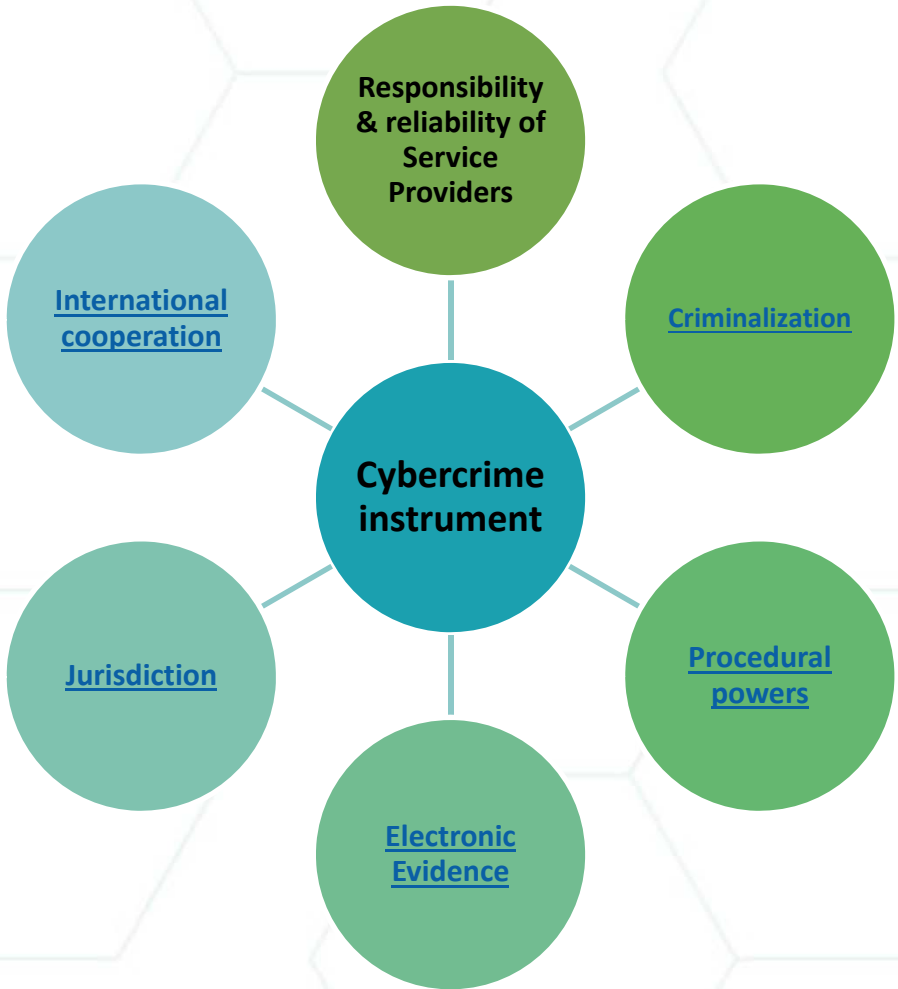 Responsibility
& reliability of
Service
Providers
International
cooperation
Criminalization
Cybercrime
instrument
Jurisdiction
Procedural
powers
Electronic
Evidence